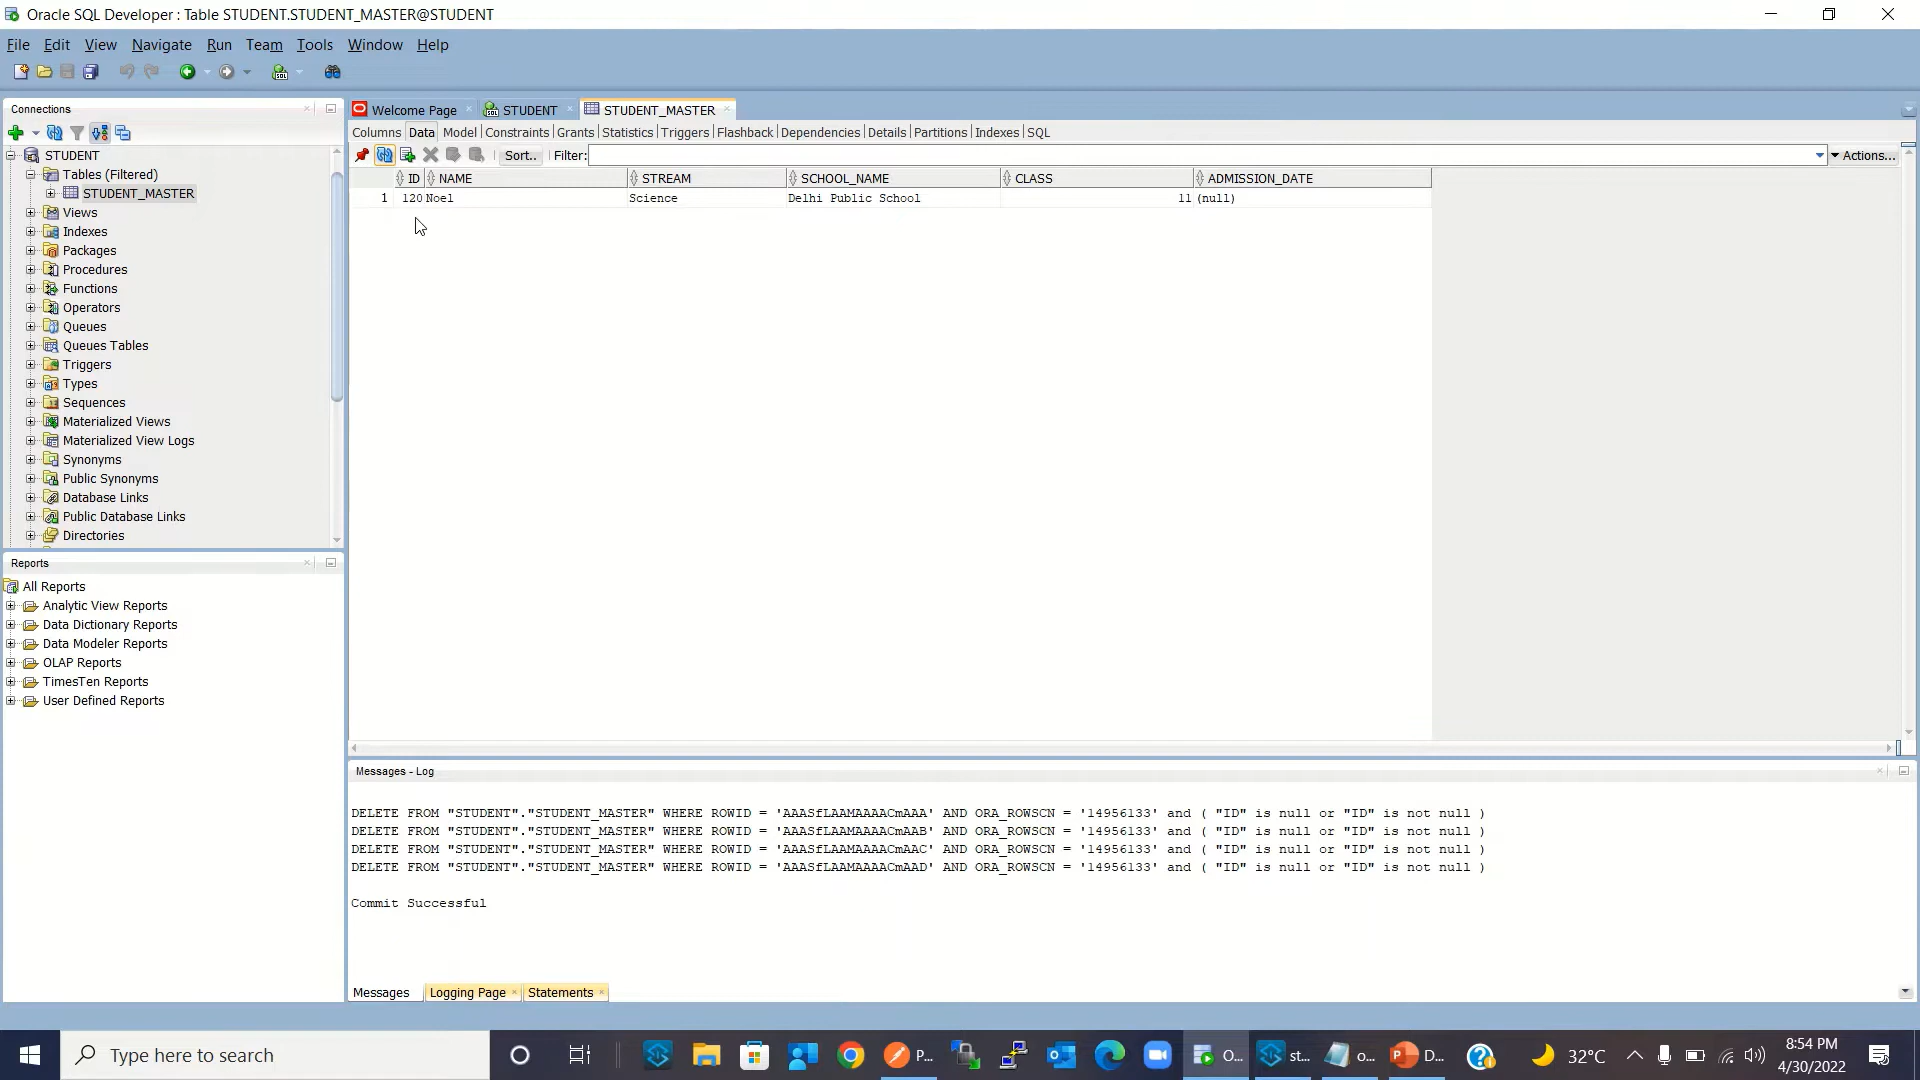 Oracle SQL Developer : Table STUDENT.STUDENT_MASTER@STUDENT
File Edit View Navigate Run Team Tools Window Help
Connections
STUDENT
Tables (Filtered)
STUDENT_MASTER
Views
Indexes
Packages
Procedures
Functions
Operators
Queues
Queues Tables
Triggers
Types
Sequences
Materialized Views
Materialized View Logs
Synonyms
Public Synonyms
Database Links
Public Database Links
Directories
Reports
All Reports
Analytic View Reports
Data Dictionary Reports
Data Modeler Reports
OLAP Reports
TimesTen Reports
User Defined Reports
Welcome Page STUDENT STUDENT_MASTER
Columns Data Model | Constraints | Grants | Statistics | Triggers | Flashback | Dependencies | Details | Partitions | Indexes | SQL
Sort.. Filter: Actions...
ID NAME STREAM SCHOOL_NAME CLASS ADMISSION_DATE
1 120 Noel Science Delhi Public School 11 (null)
Messages - Log
DELETE FROM "STUDENT"."STUDENT_MASTER" WHERE ROWID = 'AAASfLAAMAAAACmAAA' AND ORA_ROWSCN = '14956133' and ( "ID" is null or "ID" is not null )
DELETE FROM "STUDENT"."STUDENT_MASTER" WHERE ROWID = 'AAASfLAAMAAAACmAAB' AND ORA_ROWSCN = '14956133' and ( "ID" is null or "ID" is not null )
DELETE FROM "STUDENT"."STUDENT_MASTER" WHERE ROWID = 'AAASfLAAMAAAACmAAC' AND ORA_ROWSCN = '14956133' and ( "ID" is null or "ID" is not null )
DELETE FROM "STUDENT"."STUDENT_MASTER" WHERE ROWID = 'AAASfLAAMAAAACmAAD' AND ORA_ROWSCN = '14956133' and ( "ID" is null or "ID" is not null )
Commit Successful
Messages Logging Page Statements
Type here to search
P... O... st... o... D... 32°C
8:54 PM
4/30/2022